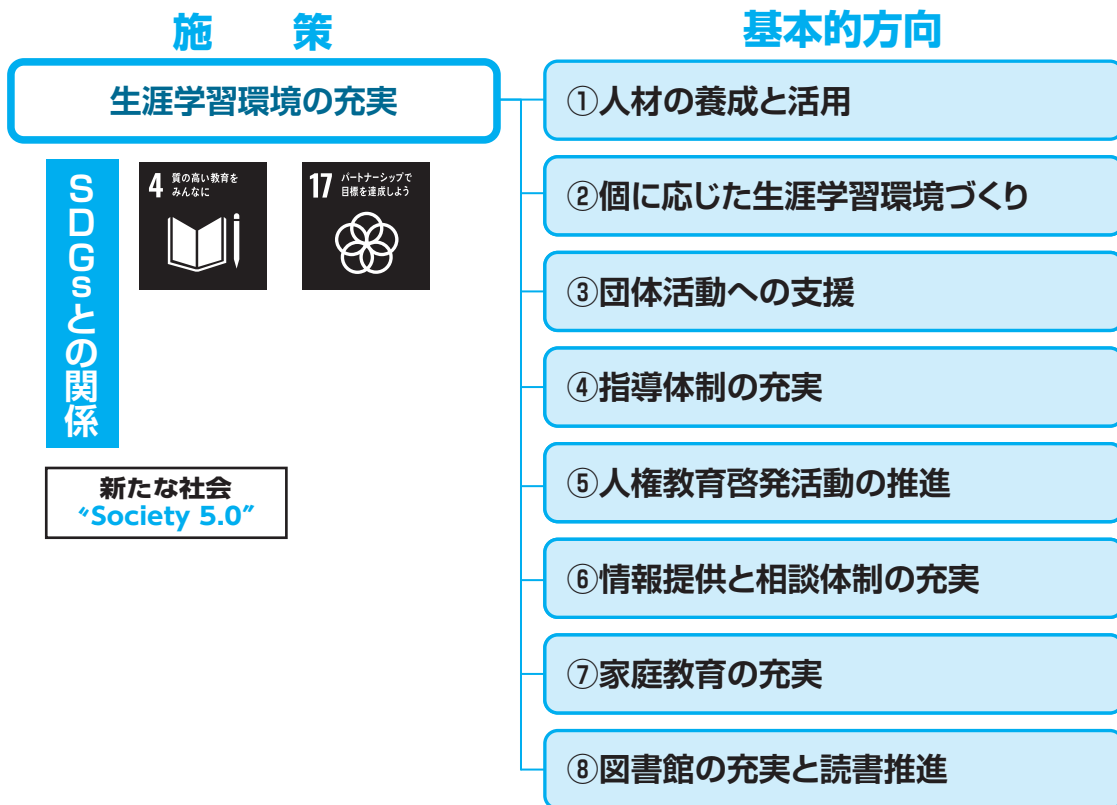 施　策
生涯学習環境の充実
SDGsとの関係
4 質の高い教育を
みんなに
17 パートナーシップで
目標を達成しよう
新たな社会
“Society 5.0”
基本的方向
①人材の養成と活用
②個に応じた生涯学習環境づくり
③団体活動への支援
④指導体制の充実
⑤人権教育啓発活動の推進
⑥情報提供と相談体制の充実
⑦家庭教育の充実
⑧図書館の充実と読書推進